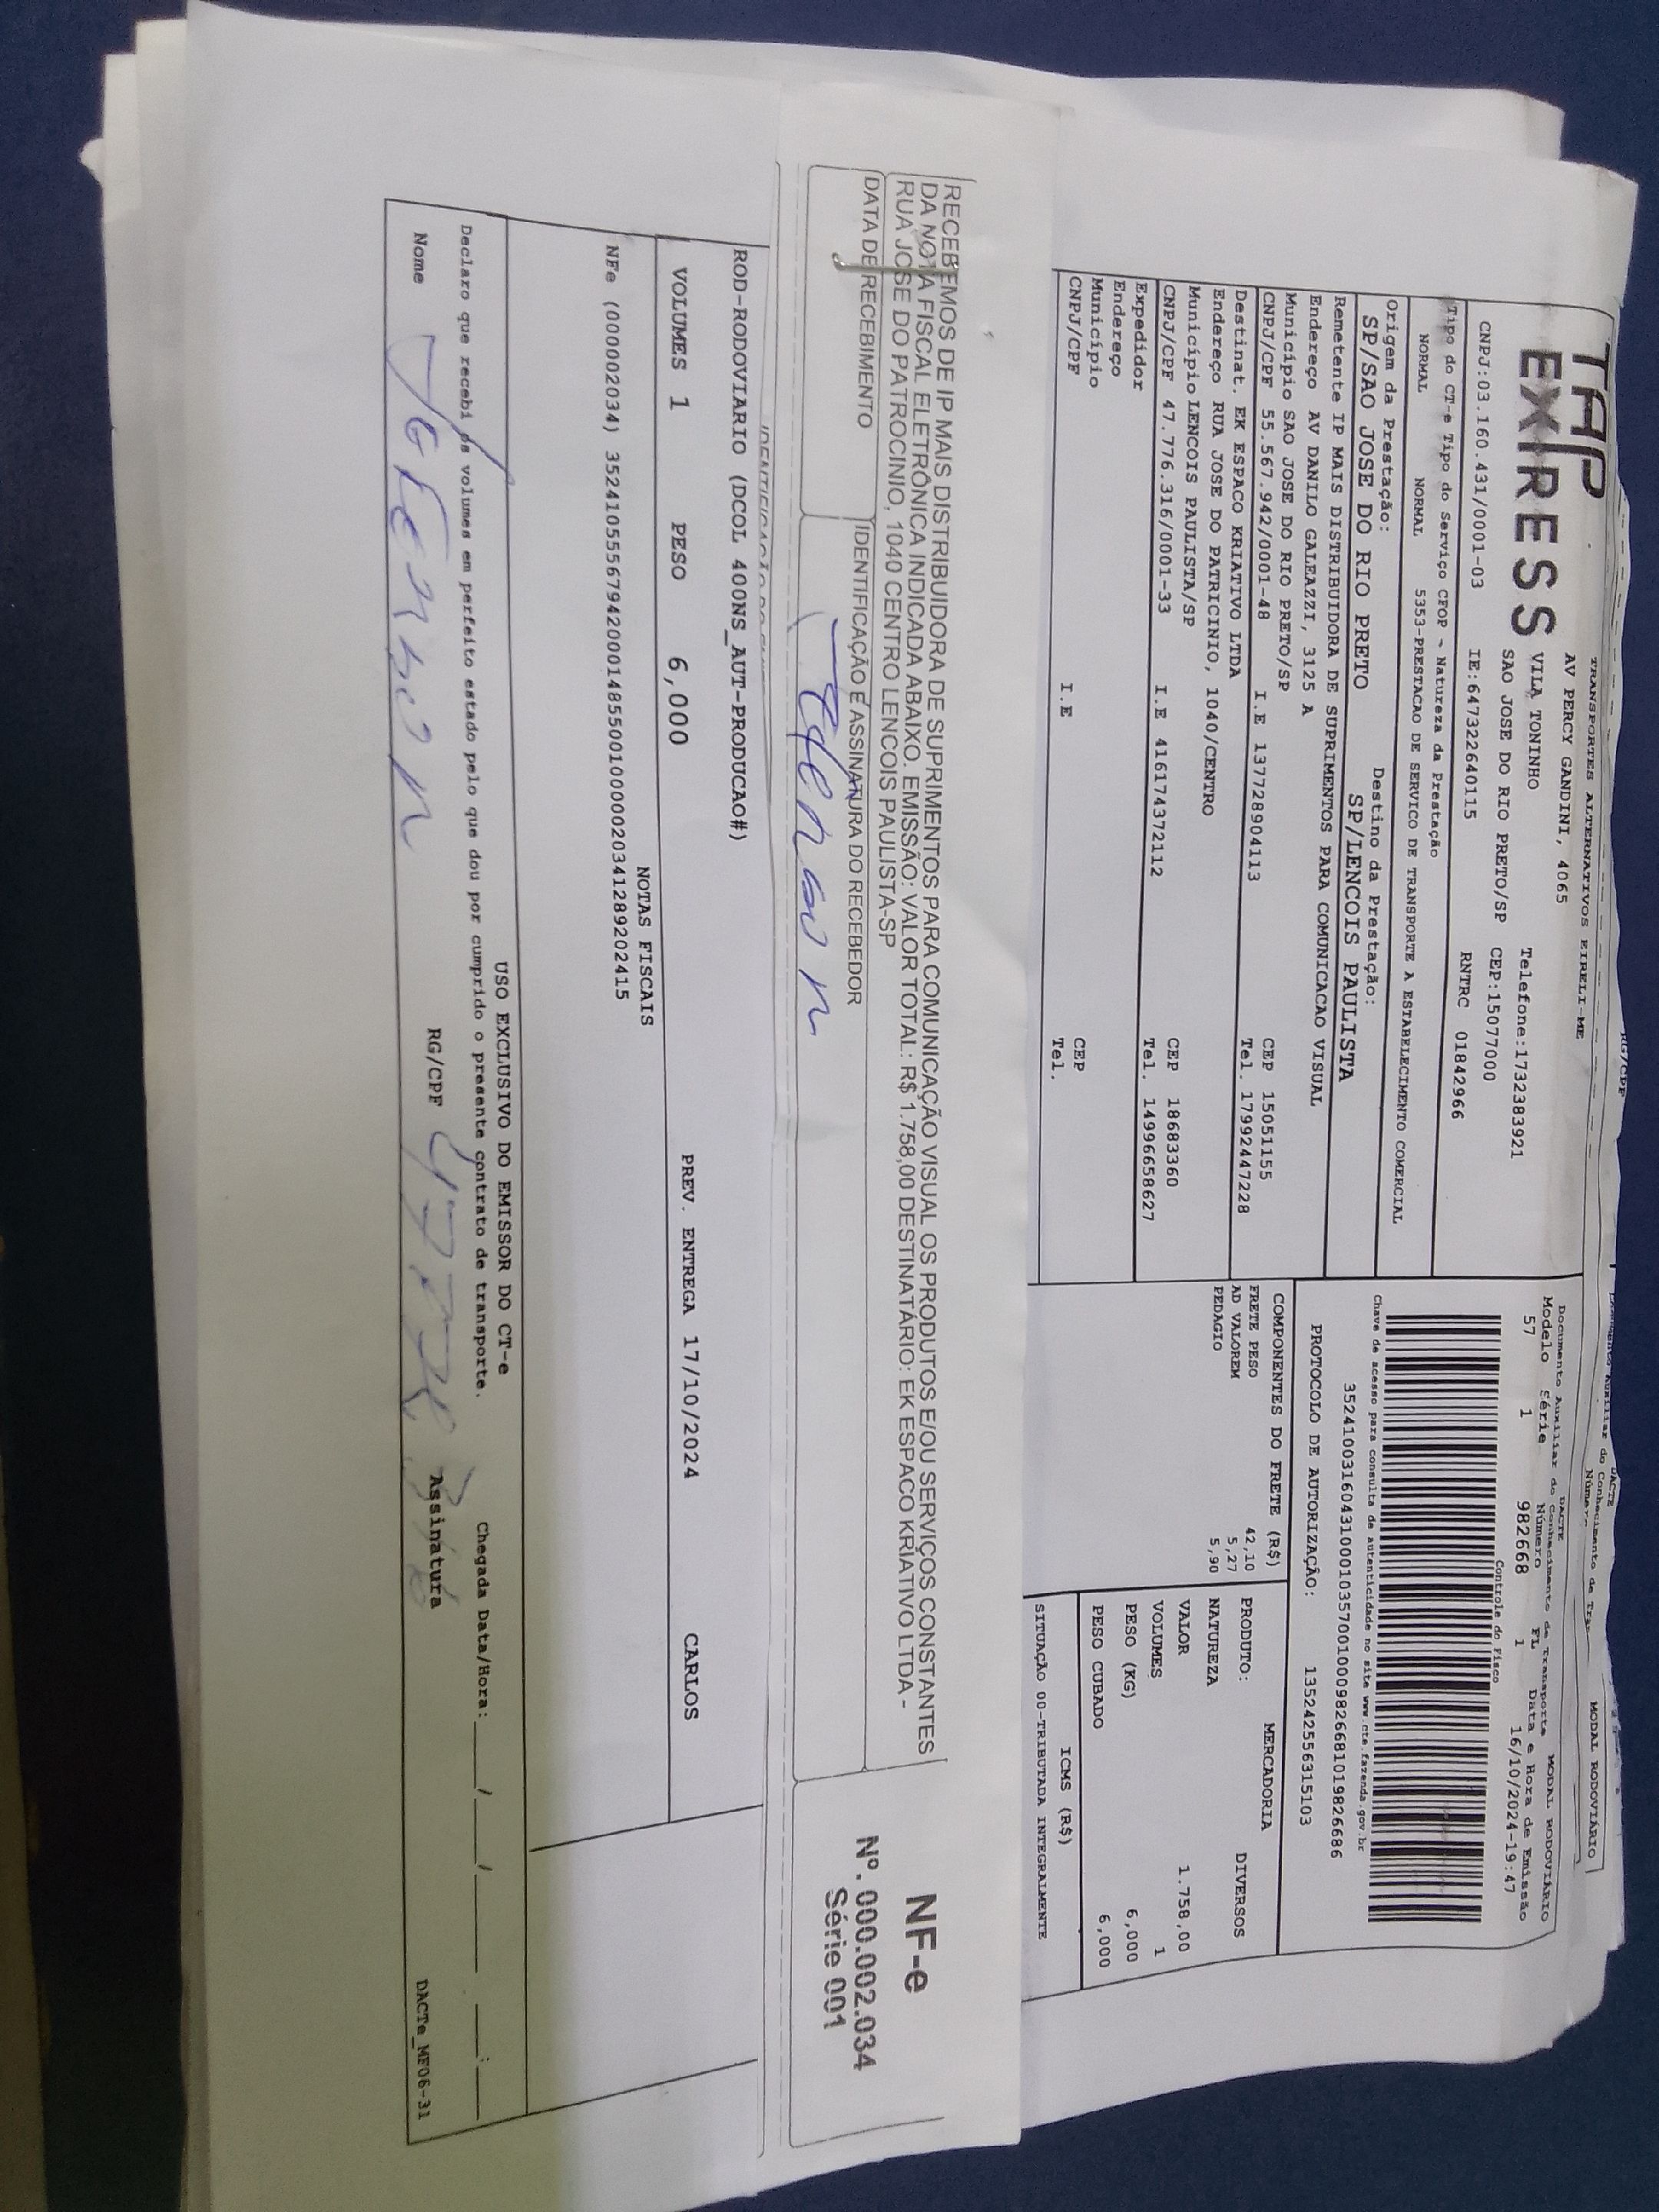 TAP
EXPRESS
TRANSPORTES ALTERNATIVOS EIRELI-ME
AV PERCY GANDINI, 4065
VILA TONINHO
Telefone:1732383921
SAO JOSE DO RIO PRETO/SP CEP:15077000
CNPJ:03.160.431/0001-03 IE:647322640115 RNTRC 01842966
Tipo do CT-e Tipo do Serviço CFOP - Natureza da Prestação
NORMAL NORMAL 5353-PRESTACAO DE SERVICO DE TRANSPORTE A ESTABELECIMENTO COMERCIAL
Origem da Prestação: Destino da Prestação:
SP/SAO JOSE DO RIO PRETO SP/LENCOIS PAULISTA
Remetente IP MAIS DISTRIBUIDORA DE SUPRIMENTOS PARA COMUNICACAO VISUAL
Endereço AV DANILO GALEAZZI, 3125 A
Município SAO JOSE DO RIO PRETO/SP CEP 15051155
CNPJ/CPF 55.567.942/0001-48 I.E 137728904113 Tel. 17992447228
Destinat. EK ESPACO KRIATIVO LTDA
Endereço RUA JOSE DO PATRICINIO, 1040/CENTRO
Município LENCOIS PAULISTA/SP CEP 18683360
CNPJ/CPF 47.776.316/0001-33 I.E 416174372112 Tel. 14996658627
Expedidor
Endereço
Município CEP
CNPJ/CPF I.E Tel.
DACTE
Documento Auxiliar do Conhecimento de Transporte MODAL RODOVIÁRIO
Modelo Série Número FL Data e Hora de Emissão
57 1 982668 1 16/10/2024-19:47
Controle do Fisco
Chave de acesso para consulta de autenticidade no site www.cte.fazenda.gov.br
35241003160431000103570010009826681019826686
PROTOCOLO DE AUTORIZAÇÃO: 135242556315103
COMPONENTES DO FRETE (R$)
FRETE PESO 42,10
AD VALOREM 5,27
PEDAGIO 5,90
MERCADORIA
PRODUTO: DIVERSOS
NATUREZA
VALOR 1.758,00
VOLUMES 1
PESO (KG) 6,000
PESO CUBADO 6,000
ICMS (R$)
SITUAÇÃO 00-TRIBUTADA INTEGRALMENTE
RECEBEMOS DE IP MAIS DISTRIBUIDORA DE SUPRIMENTOS PARA COMUNICAÇÃO VISUAL OS PRODUTOS E/OU SERVIÇOS CONSTANTES
DA NOTA FISCAL ELETRÔNICA INDICADA ABAIXO. EMISSÃO: VALOR TOTAL: R$ 1.758,00 DESTINATÁRIO: EK ESPACO KRIATIVO LTDA -
RUA JOSE DO PATROCINIO, 1040 CENTRO LENCOIS PAULISTA-SP
DATA DE RECEBIMENTO IDENTIFICAÇÃO E ASSINATURA DO RECEBEDOR
NF-e
Nº. 000.002.034
Série 001
ROD-RODOVIARIO (DCOL 400NS_AUT-PRODUCAO#)
VOLUMES 1 PESO 6,000 PREV. ENTREGA 17/10/2024 CARLOS
NOTAS FISCAIS
NFe (000002034) 35241055567942000148550010000020341289202415
USO EXCLUSIVO DO EMISSOR DO CT-e
Declaro que recebi os volumes em perfeito estado pelo que dou por cumprido o presente contrato de transporte. Chegada Data/Hora:____/____/______ ____:____
Nome RG/CPF Assinatura
DACTe_MF06-31